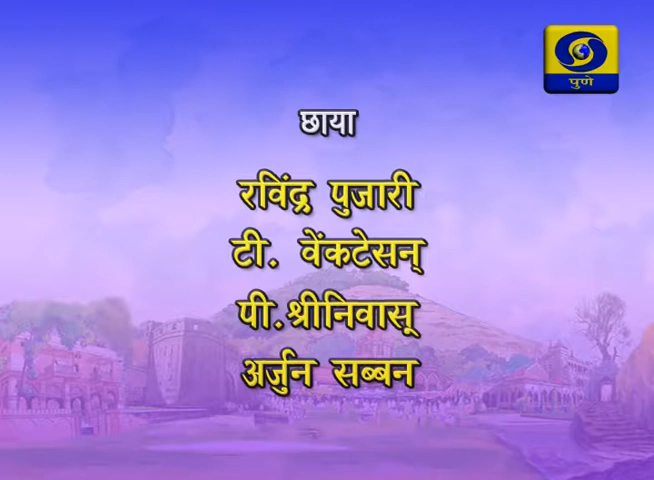 पुणे
छाया
रविंद्र पुजारी
टी. वेंकटेसन्
पी.श्रीनिवास्
अर्जुन सब्बन